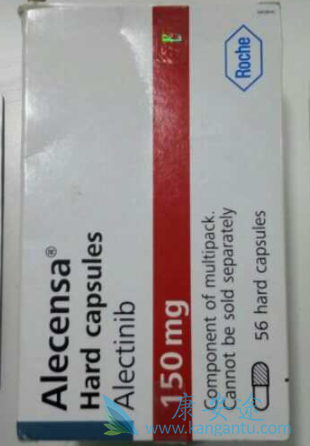 Alecensa®
Hard capsules
Alectinib
150 mg
Component of multipack.
Cannot be sold separately
56 hard capsules
Roche
康安途
www.kangantu.com